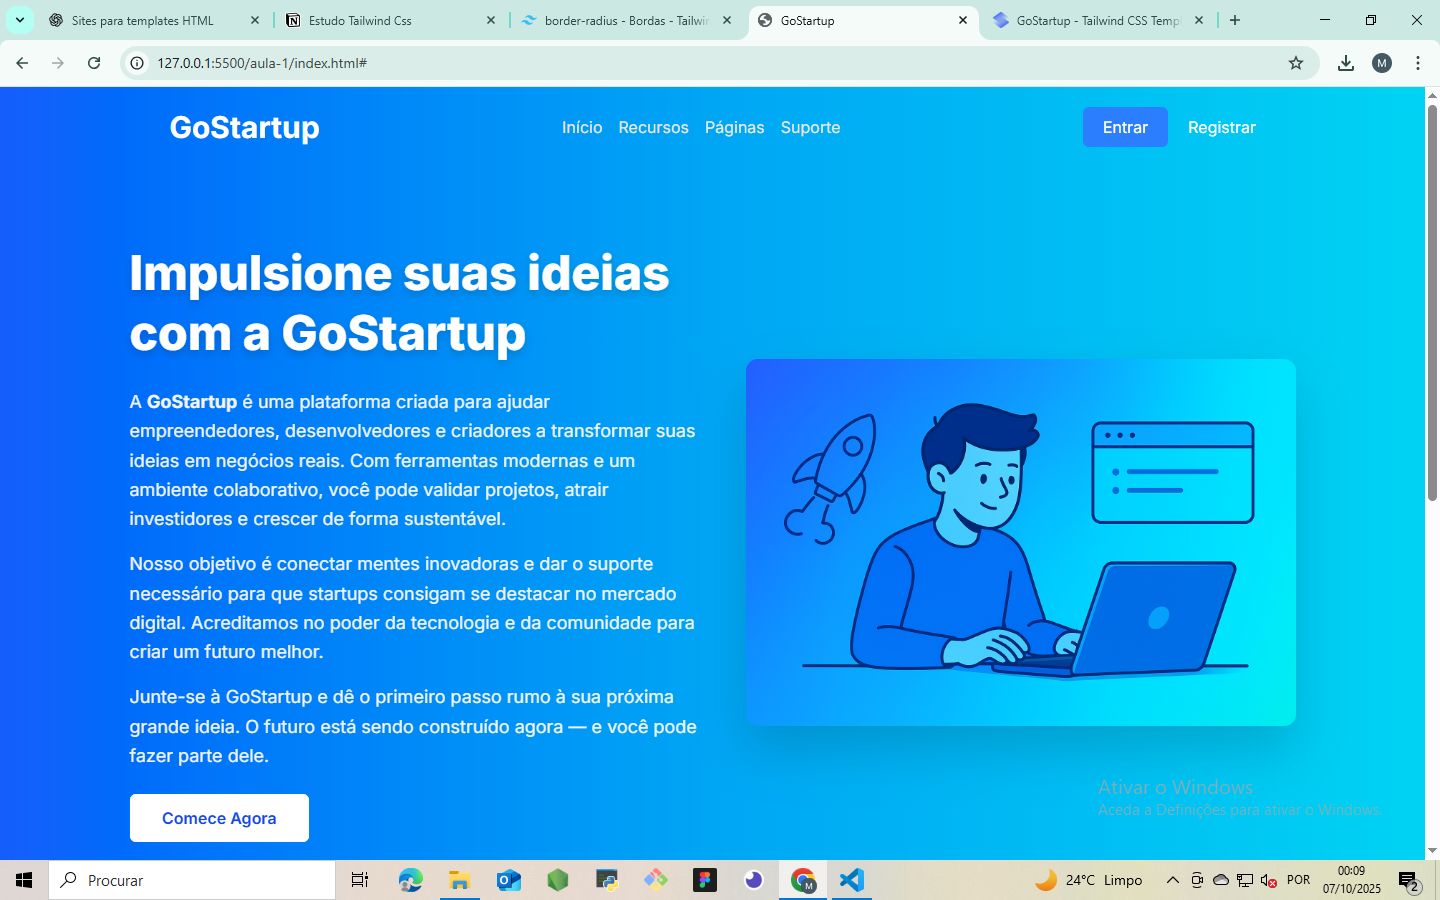 Sites para templates HTML
Estudo Tailwind Css
border-radius - Bordas - Tailwin
GoStartup
GoStartup - Tailwind CSS Templ
127.0.0.1:5500/aula-1/index.html#
M
GoStartup
Início Recursos Páginas Suporte
Entrar Registrar
Impulsione suas ideias
com a GoStartup
A GoStartup é uma plataforma criada para ajudar
empreendedores, desenvolvedores e criadores a transformar suas
ideias em negócios reais. Com ferramentas modernas e um
ambiente colaborativo, você pode validar projetos, atrair
investidores e crescer de forma sustentável.
Nosso objetivo é conectar mentes inovadoras e dar o suporte
necessário para que startups consigam se destacar no mercado
digital. Acreditamos no poder da tecnologia e da comunidade para
criar um futuro melhor.
Junte-se à GoStartup e dê o primeiro passo rumo à sua próxima
grande ideia. O futuro está sendo construído agora — e você pode
fazer parte dele.
Comece Agora
Ativar o Windows
Aceda a Definições para ativar o Windows.
Procurar
M
24°C Limpo
POR
00:09
07/10/2025
2